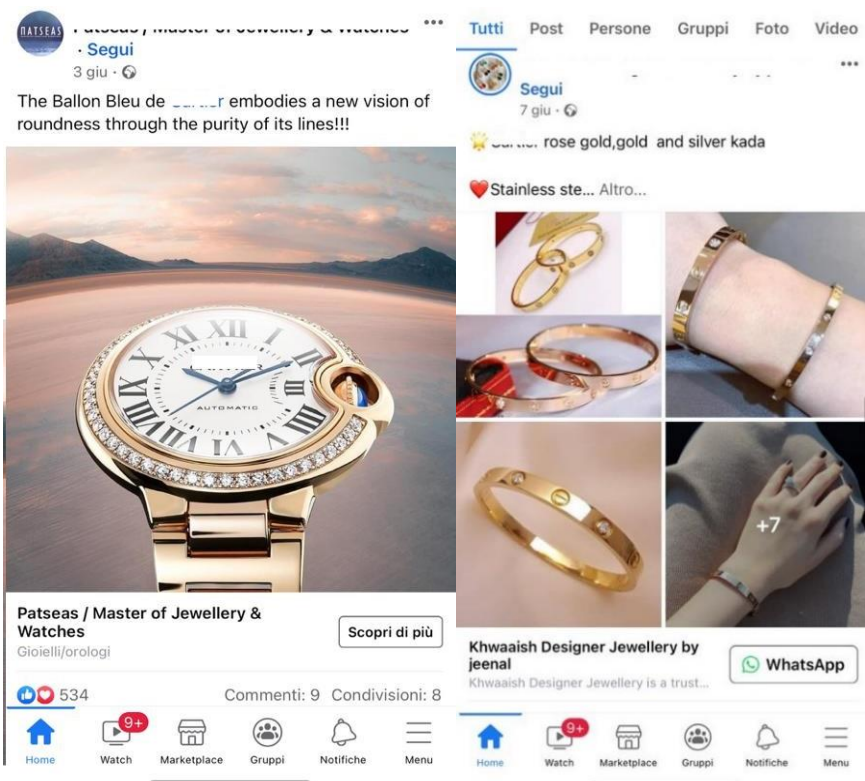 ΠATSEAS
Jewellery & Watches
· Segui
3 giu ·
The Ballon Bleu de embodies a new vision of
roundness through the purity of its lines!!!
XII
AUTOMATIC
Patseas / Master of Jewellery &
Watches
Gioielli/orologi
Scopri di più
534
Commenti: 9 Condivisioni: 8
9+
Home
Watch
Marketplace
Gruppi
Notifiche
Menu
Tutti
Post
Persone
Gruppi
Foto
Video
Segui
7 giu ·
rose gold,gold and silver kada
Stainless ste... Altro...
+7
Khwaaish Designer Jewellery by
jeenal
Khwaaish Designer Jewellery is a trust...
WhatsApp
9+
Home
Watch
Marketplace
Gruppi
Notifiche
Menu